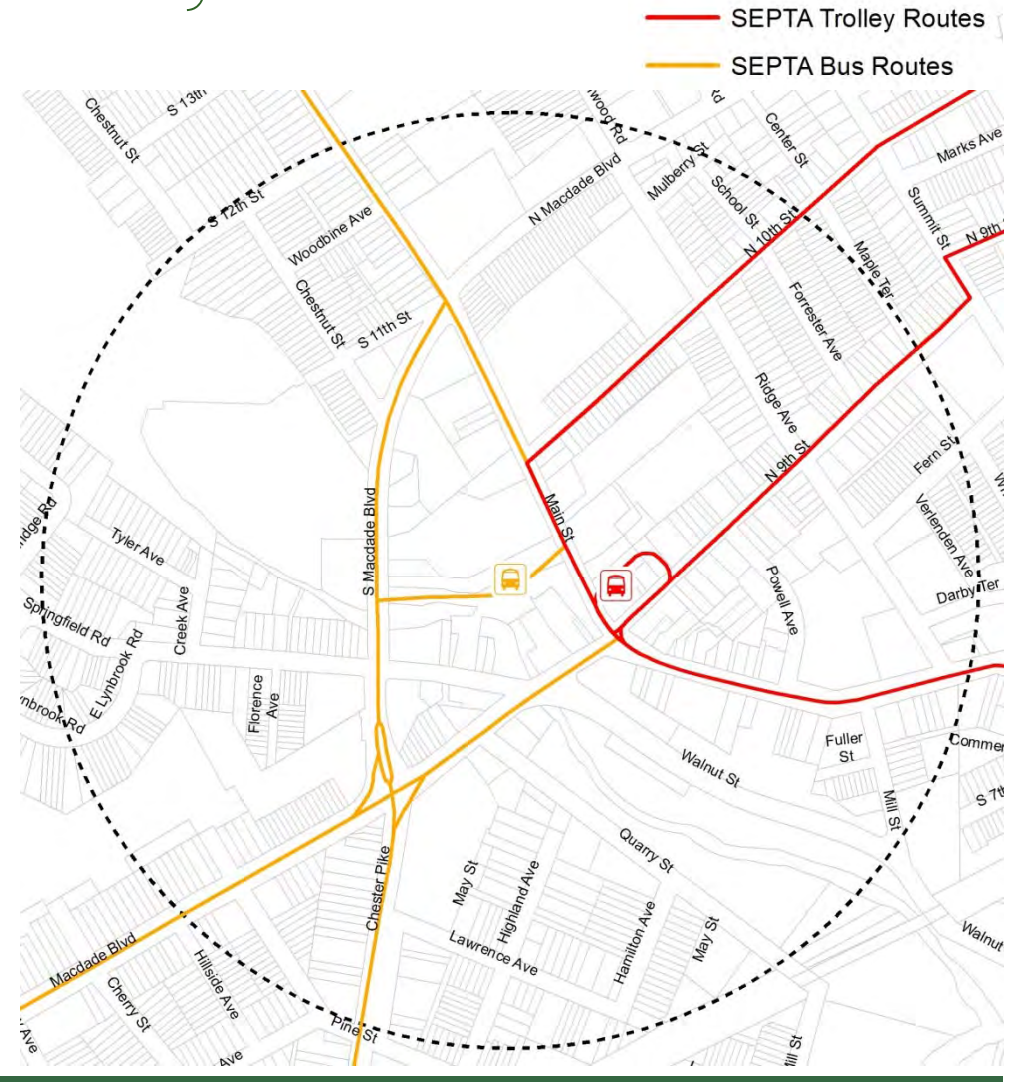 SEPTA Trolley Routes
SEPTA Bus Routes
Chestnut St
S 13th
Center St
Marks Ave
Mulberry St
N Macdade Blvd
School St
S 12th St
Woodbine Ave
Summit St
N 10th St
N 9th
Maple Ter
Chestnut St
S 11th St
Forrester Ave
Ridge Ave
Fern St
N 9th St
Main St
S Macdade Blvd
Verlenden Ave
Tyler Ave
Powell Ave
Darby Ter
Springfield Rd
Creek Ave
E Lynbrook Rd
Florence
Ave
Fuller
St
Walnut St
Mill St
S 7th
Quarry St
Chester Pike
May St
Highland Ave
Hamilton Ave
May St
Walnut
Lawrence Ave
Macdade Blvd
Hillside Ave
Cherry St
Pine St
Ave
Ave